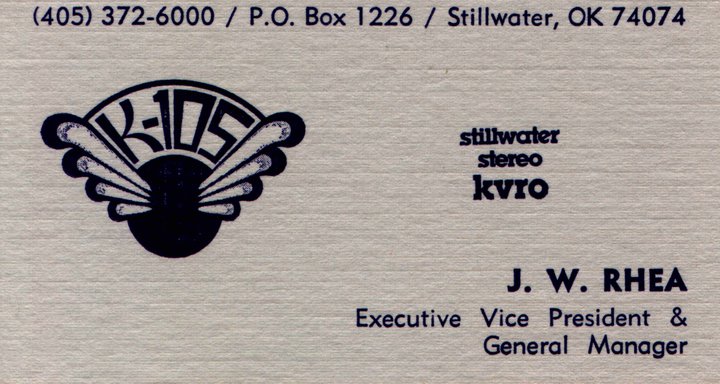 (405) 372-6000 / P.O. Box 1226 / Stillwater, OK 74074
K-105
stillwater
stereo
kvro
J. W. RHEA
Executive Vice President &
General Manager